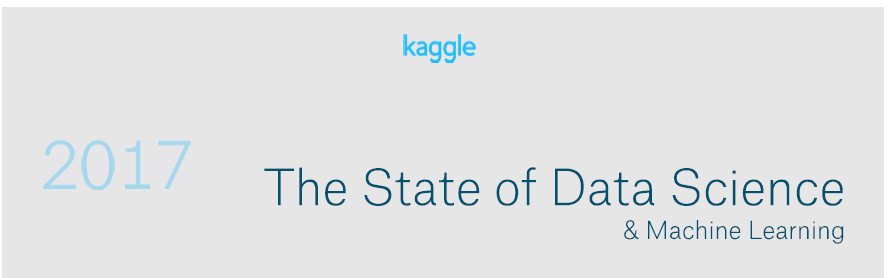 kaggle
2017
The State of Data Science
& Machine Learning